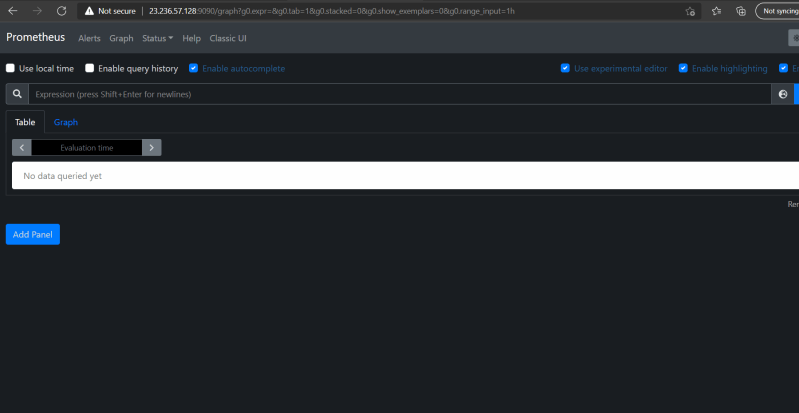 Not secure | 23.236.57.128:9090/graph?g0.expr=&g0.tab=1&g0.stacked=0&g0.show_exemplars=0&g0.range_input=1h Not syncing
Prometheus Alerts Graph Status Help Classic UI
Use local time Enable query history Enable autocomplete Use experimental editor Enable highlighting
Expression (press Shift+Enter for newlines)
Table Graph
Evaluation time
No data queried yet
Add Panel